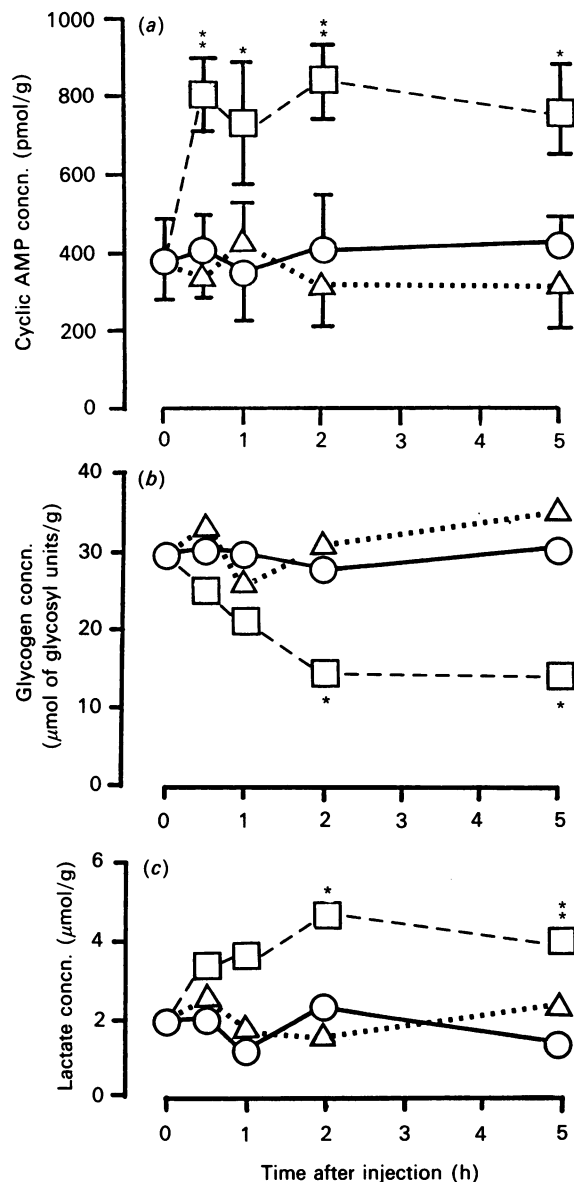 (a)
Cyclic AMP concn. (pmol/g)
1000
800
600
400
200
0
** * ** *
0 1 2 3 4 5
(b)
Glycogen concn.
(μmol of glycosyl units/g)
40
30
20
10
0
* *
0 1 2 3 4 5
(c)
Lactate concn. (μmol/g)
6
4
2
0
* **
0 1 2 3 4 5
Time after injection (h)